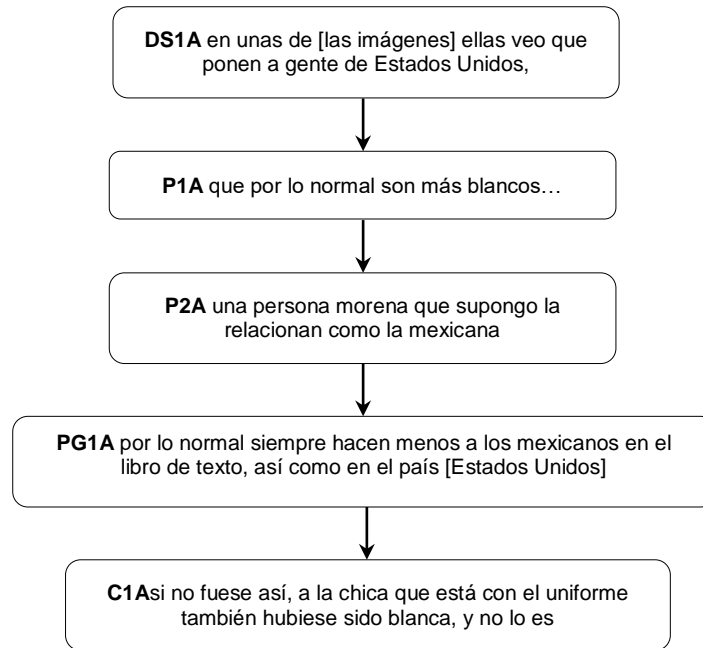 DS1A en unas de [las imágenes] ellas veo que
ponen a gente de Estados Unidos,
P1A que por lo normal son más blancos…
P2A una persona morena que supongo la
relacionan como la mexicana
PG1A por lo normal siempre hacen menos a los mexicanos en el
libro de texto, así como en el país [Estados Unidos]
C1Asi no fuese así, a la chica que está con el uniforme
también hubiese sido blanca, y no lo es